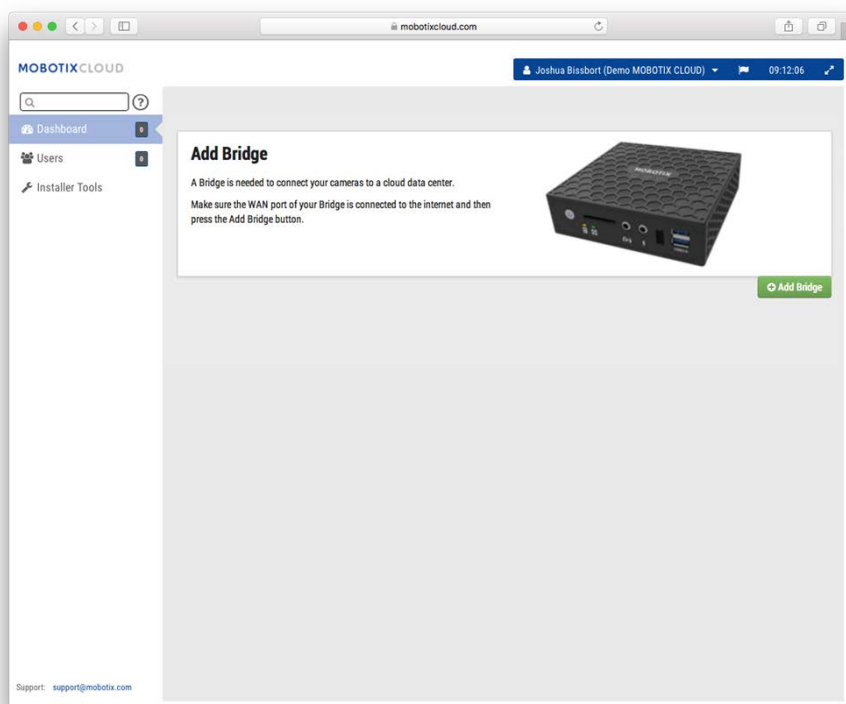 mobotixcloud.com
MOBOTIXCLOUD
Joshua Bissbort (Demo MOBOTIX CLOUD) 09:12:06
?
Dashboard 0
Users 0
Installer Tools
Add Bridge
A Bridge is needed to connect your cameras to a cloud data center.
Make sure the WAN port of your Bridge is connected to the internet and then
press the Add Bridge button.
MOBOTIX
Add Bridge
Support: support@mobotix.com